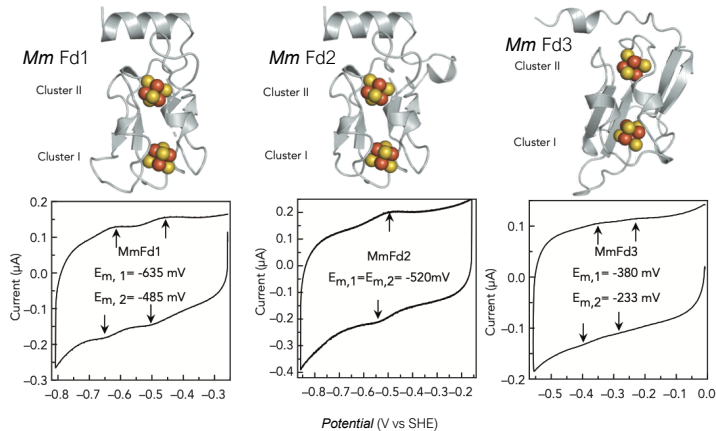 Mm Fd1
Cluster II
Cluster I
Mm Fd2
Cluster II
Cluster I
Mm Fd3
Cluster II
Cluster I
Current (µA)
0.2
0.1
0.0
−0.1
−0.2
−0.3
MmFd1
Em, 1= -635 mV
Em, 2= -485 mV
−0.8 −0.7 −0.6 −0.5 −0.4 −0.3
Current (µA)
0.2
0.1
0.0
−0.1
−0.2
−0.3
−0.4
MmFd2
Em,1=Em,2= -520mV
−0.8 −0.7 −0.6 −0.5 −0.4 −0.3 −0.2
Current (µA)
0.1
0.0
−0.1
−0.2
MmFd3
Em,1= -380 mV
Em,2= -233 mV
−0.5 −0.4 −0.3 −0.2 −0.1 0.0
Potential (V vs SHE)